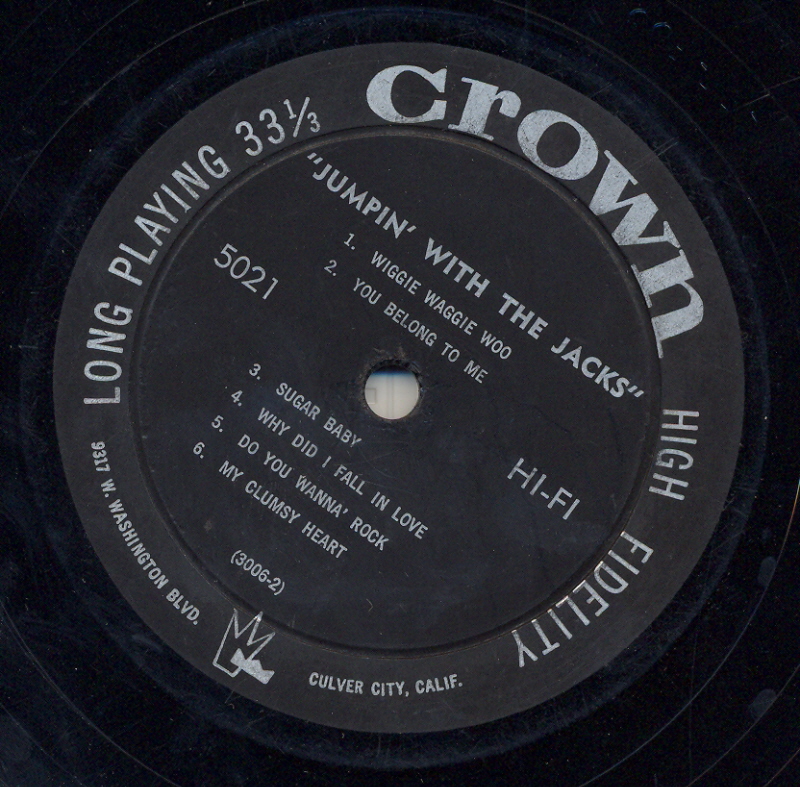 crown
LONG PLAYING 33 1/3
"JUMPIN' WITH THE JACKS"
5021
1. WIGGIE WAGGIE WOO
2. YOU BELONG TO ME
3. SUGAR BABY
4. WHY DID I FALL IN LOVE
5. DO YOU WANNA' ROCK
6. MY CLUMSY HEART
HI-FI
(3006-2)
HIGH FIDELITY
9317 W. WASHINGTON BLVD.
CULVER CITY, CALIF.